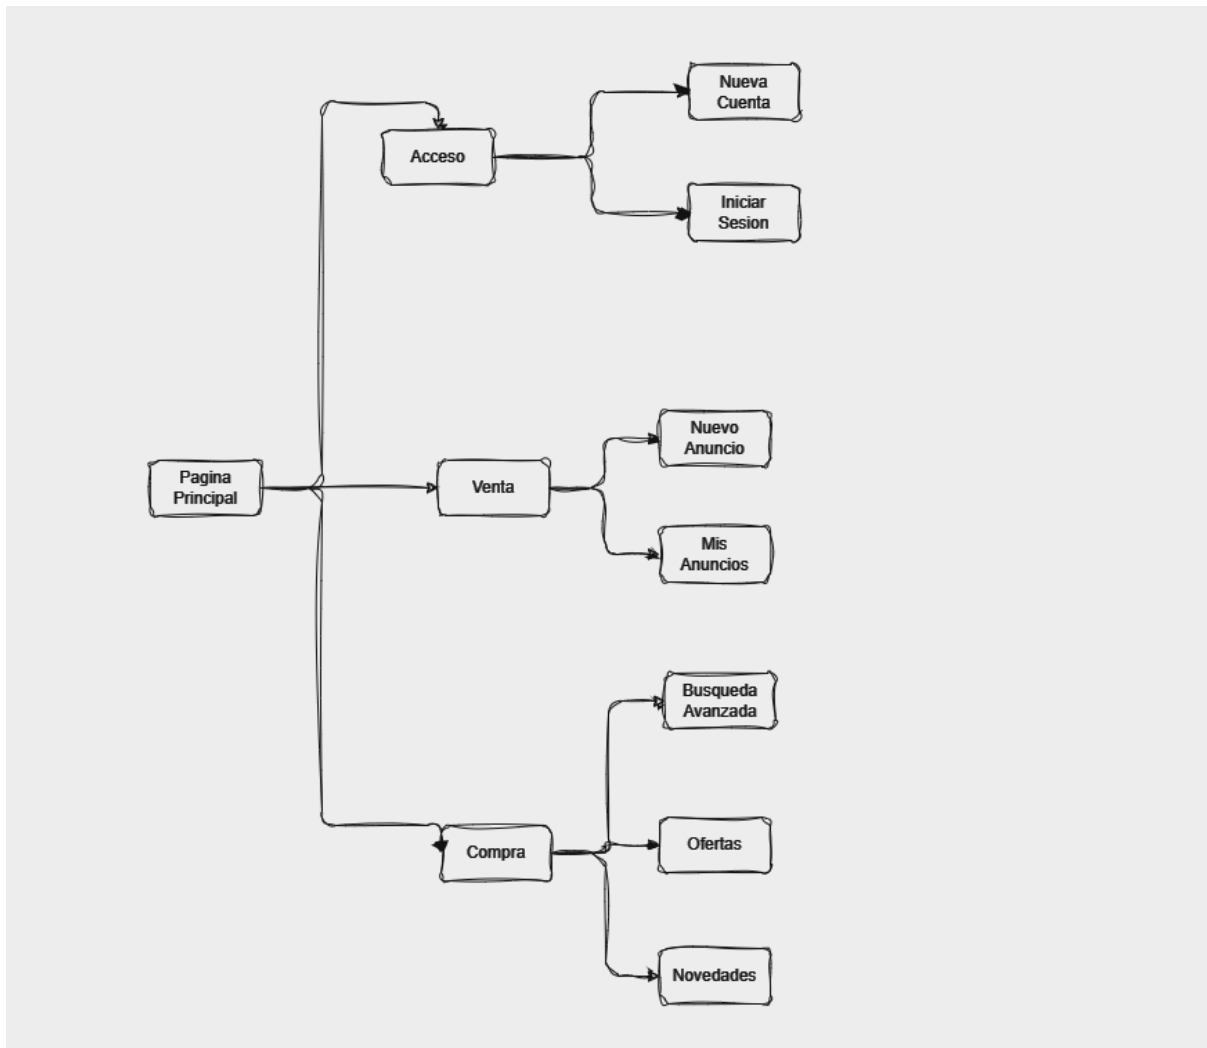 Nueva
Cuenta
Acceso
Iniciar
Sesion
Nuevo
Anuncio
Pagina
Principal
Venta
Mis
Anuncios
Busqueda
Avanzada
Ofertas
Compra
Novedades